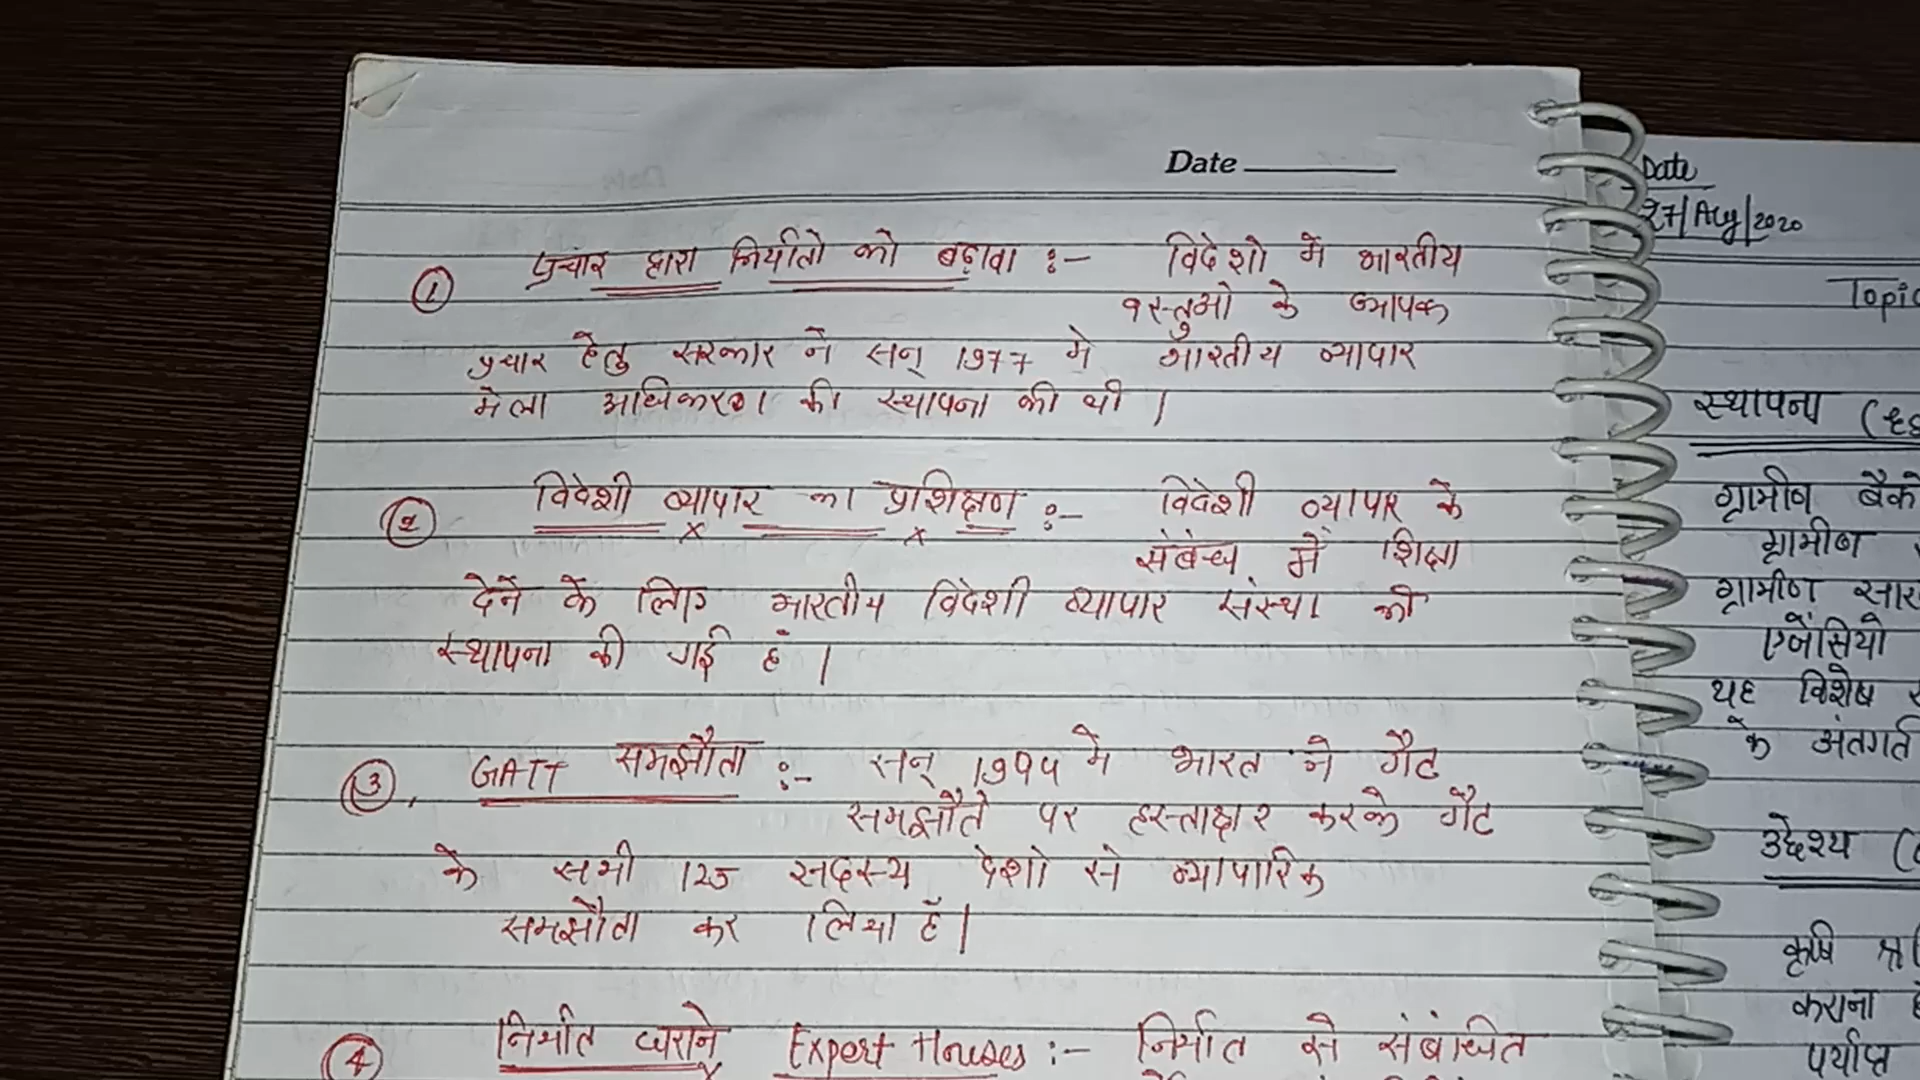 Date
① प्रचार द्वारा निर्यातो को बढ़ावा :- विदेशो में भारतीय
वस्तुओ के व्यापक
प्रचार हेतु सरकार ने सन् 1977 मे भारतीय व्यापार
मेला अधिकरण की स्थापना की थी ।
② विदेशी व्यापार का प्रशिक्षण :- विदेशी व्यापार के
संबंध में शिक्षा
देनें के लिए भारतीय विदेशी व्यापार संस्था की
स्थापना की गई हैं ।
③ GATT समझौता :- सन् 1994 मे भारत ने गैट
समझौते पर हस्ताक्षर करके गैट
के सभी 125 सदस्य देशो से व्यापारिक
समझौता कर लिया हैं ।
④ निर्यात घराने Export Houses :- निर्यात से संबंधित
Date
27/Aug/2020
Topic
स्थापना
ग्रामीण बैंको
ग्रामीण
ग्रामीण
एजेंसियो
यह विशेष
के अंतर्गत
उद्देश्य
कृषि
कराना
पर्याप्त